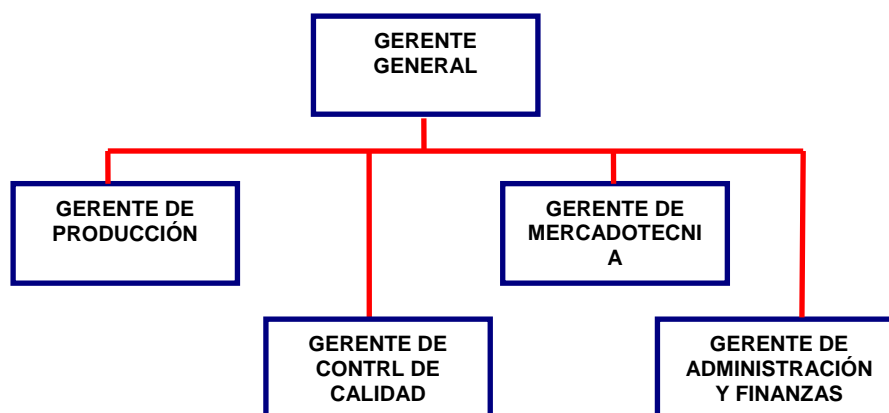 GERENTE
GENERAL
GERENTE DE
PRODUCCIÓN
GERENTE DE
MERCADOTECNI
A
GERENTE DE
CONTRL DE
CALIDAD
GERENTE DE
ADMINISTRACIÓN
Y FINANZAS